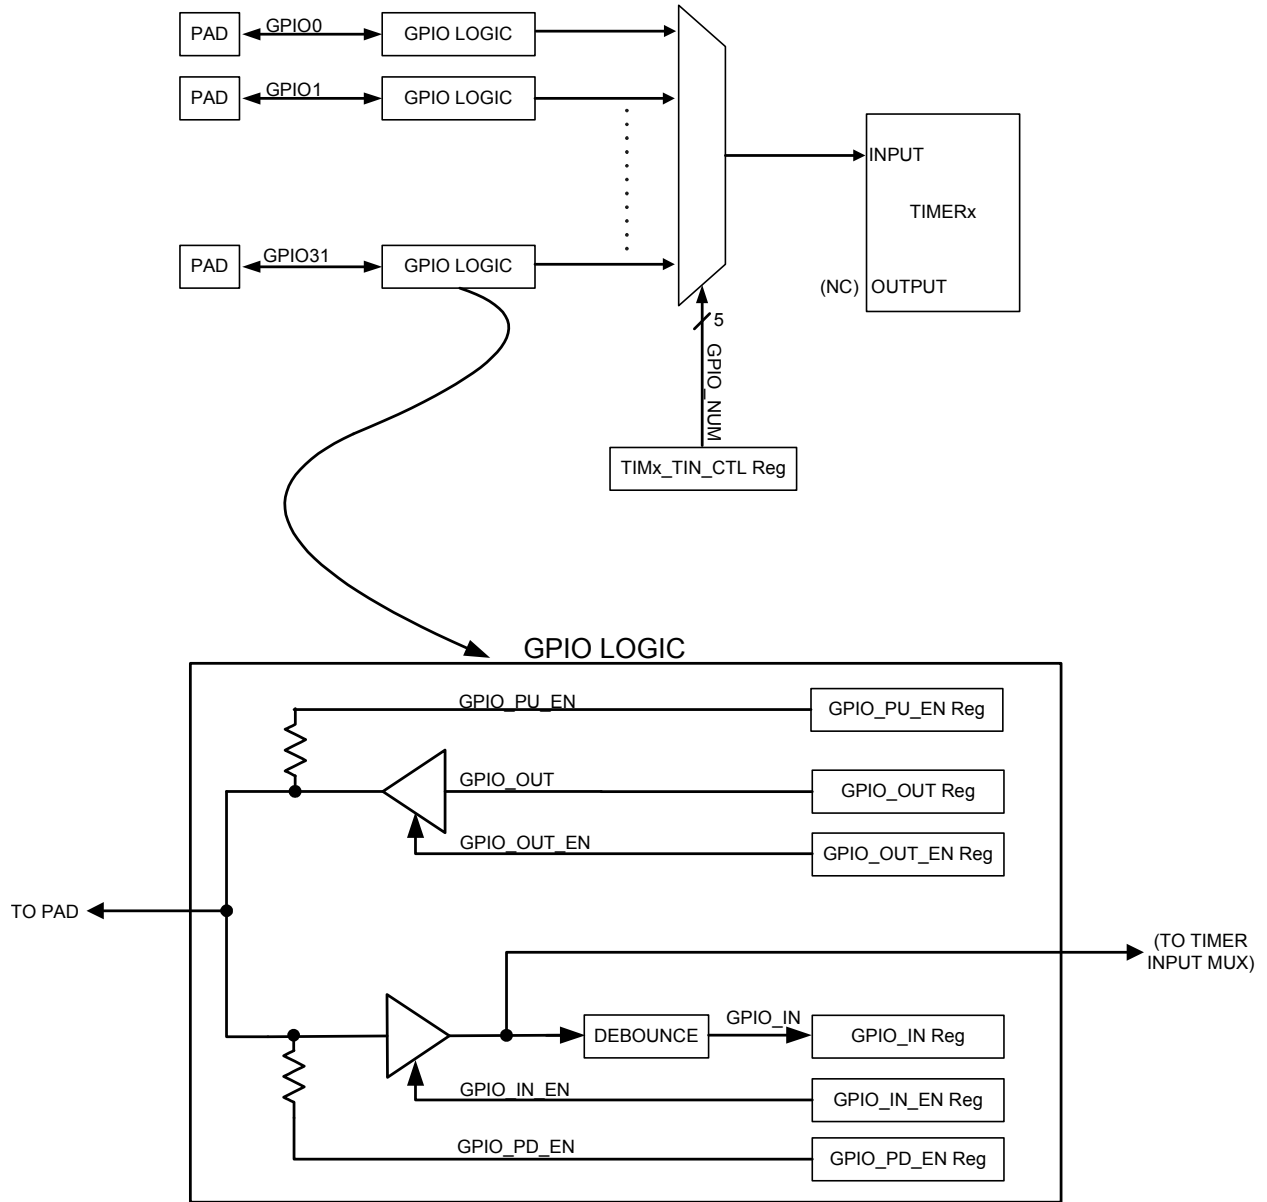 PAD GPIO0 GPIO LOGIC
PAD GPIO1 GPIO LOGIC
INPUT
TIMERx
PAD GPIO31 GPIO LOGIC
(NC) OUTPUT
5
GPIO_NUM
TIMx_TIN_CTL Reg
GPIO LOGIC
GPIO_PU_EN GPIO_PU_EN Reg
GPIO_OUT GPIO_OUT Reg
GPIO_OUT_EN GPIO_OUT_EN Reg
TO PAD
(TO TIMER
INPUT MUX)
DEBOUNCE GPIO_IN GPIO_IN Reg
GPIO_IN_EN GPIO_IN_EN Reg
GPIO_PD_EN GPIO_PD_EN Reg